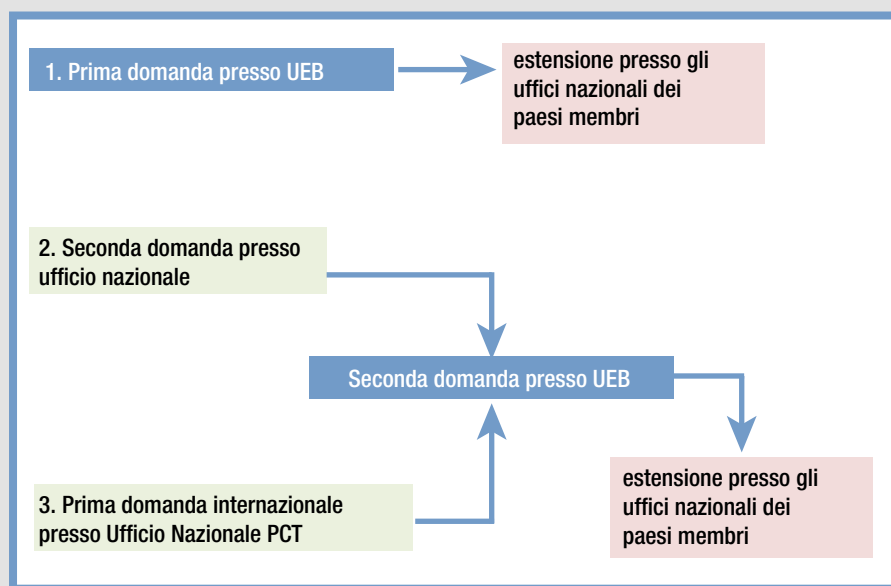 1. Prima domanda presso UEB
estensione presso gli
uffici nazionali dei
paesi membri
2. Seconda domanda presso
ufficio nazionale
Seconda domanda presso UEB
3. Prima domanda internazionale
presso Ufficio Nazionale PCT
estensione presso gli
uffici nazionali dei
paesi membri